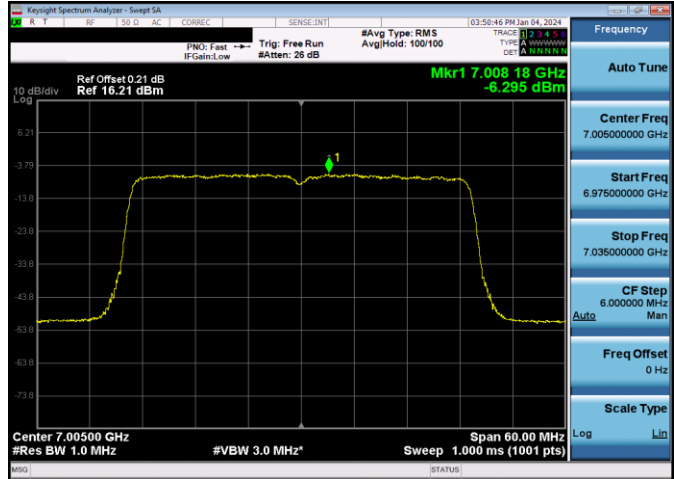 Keysight Spectrum Analyzer - Swept SA
R T RF 50 Ω AC CORREC SENSE:INT 03:50:46 PM Jan 04, 2024
PNO: Fast Trig: Free Run #Avg Type: RMS TRACE 1 2 3 4 5 6
IFGain:Low #Atten: 26 dB Avg|Hold: 100/100 TYPE A WWWWW
DET A N N N N N
Ref Offset 0.21 dB Mkr1 7.008 18 GHz
10 dB/div Ref 16.21 dBm -6.295 dBm
Log
6.21
-3.79
-13.8
-23.8
-33.8
-43.8
-53.8
-63.8
-73.8
1
Center 7.00500 GHz Span 60.00 MHz
#Res BW 1.0 MHz #VBW 3.0 MHz* Sweep 1.000 ms (1001 pts)
MSG STATUS
Frequency
Auto Tune
Center Freq
7.005000000 GHz
Start Freq
6.975000000 GHz
Stop Freq
7.035000000 GHz
CF Step
6.000000 MHz
Auto Man
Freq Offset
0 Hz
Scale Type
Log Lin